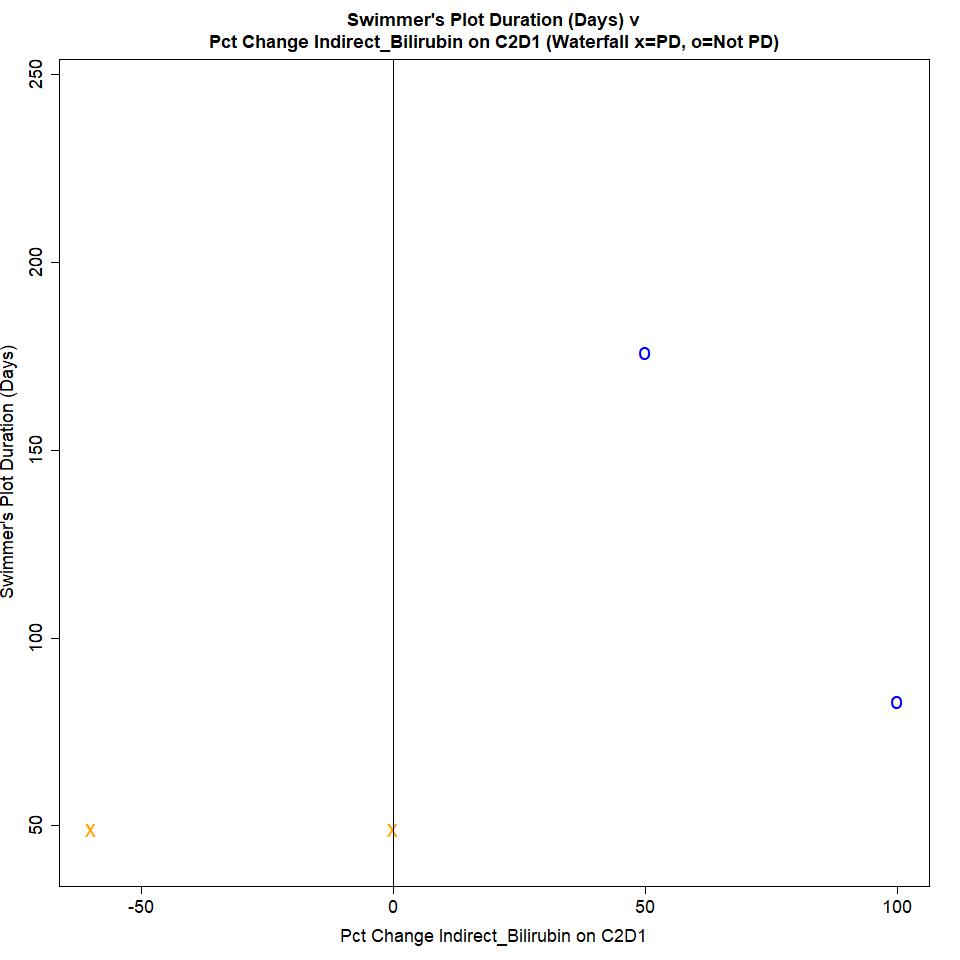 Swimmer's Plot Duration (Days) v
Pct Change Indirect_Bilirubin on C2D1 (Waterfall x=PD, o=Not PD)
Swimmer's Plot Duration (Days)
250
200
150
100
50
o
o
x
x
-50
0
50
100
Pct Change Indirect_Bilirubin on C2D1